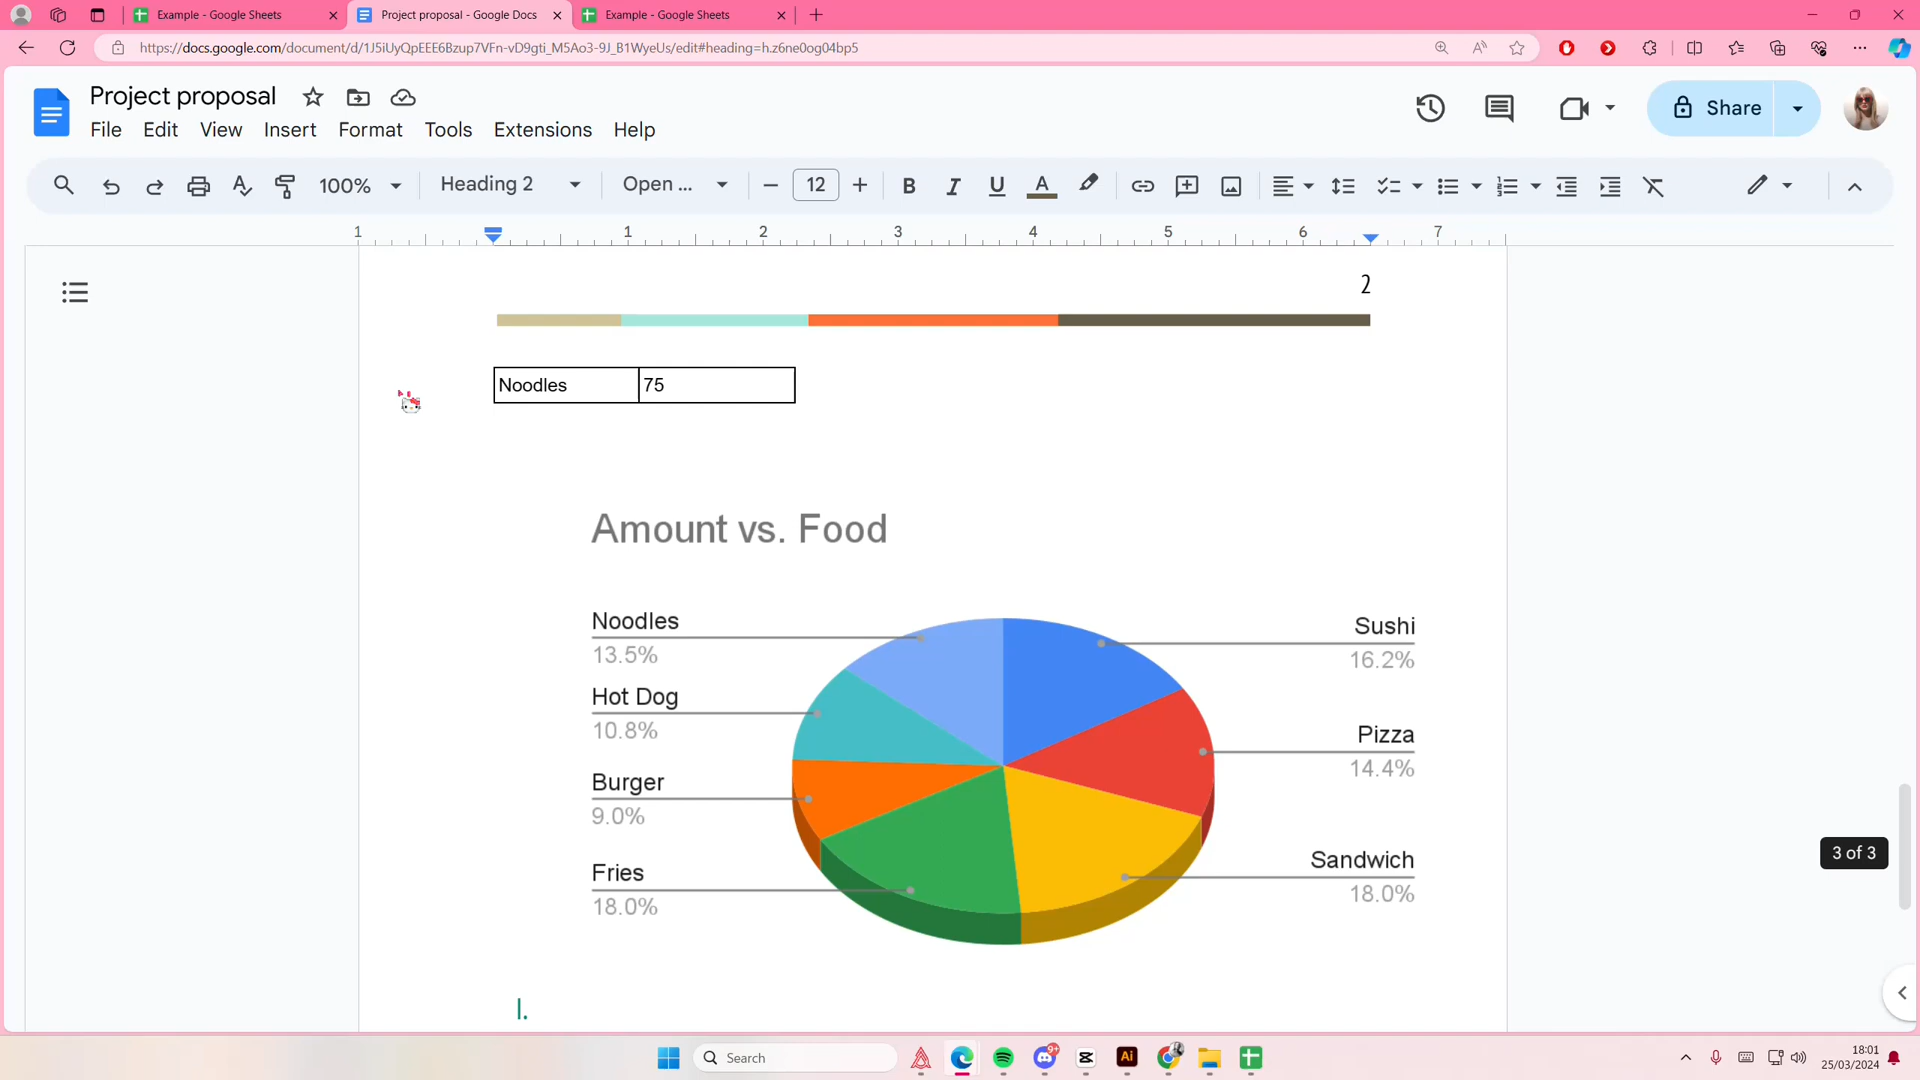 Example - Google Sheets
Project proposal - Google Docs
Example - Google Sheets
https://docs.google.com/document/d/1J5iUyQpEEE6Bzup7VFn-vD9gti_M5Ao3-9J_B1WyeUs/edit#heading=h.z6ne0og04bp5
Project proposal
File Edit View Insert Format Tools Extensions Help
Share
100% Heading 2 Open ... 12 B I U A
1 1 2 3 4 5 6 7
2
Noodles 75
Amount vs. Food
Noodles
13.5%
Sushi
16.2%
Hot Dog
10.8%
Pizza
14.4%
Burger
9.0%
Sandwich
18.0%
Fries
18.0%
3 of 3
I.
Search
9+
Ai
18:01
25/03/2024